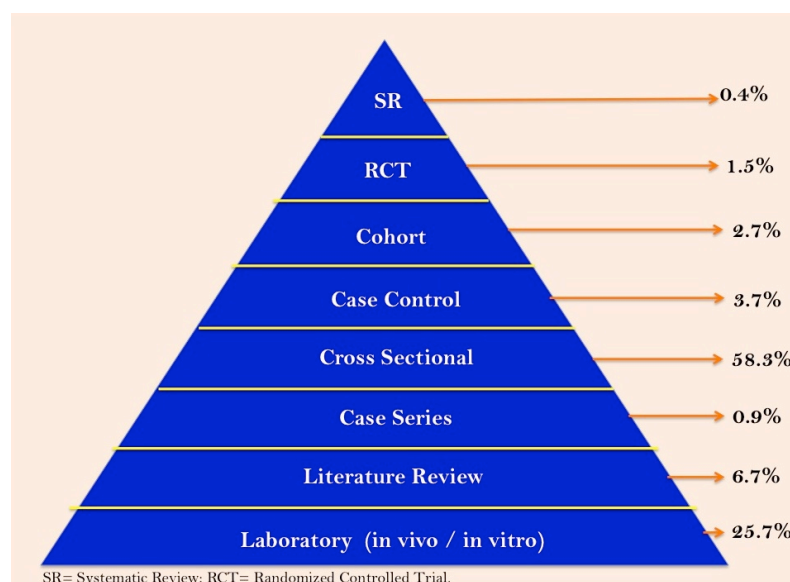 SR
0.4%
RCT
1.5%
Cohort
2.7%
Case Control
3.7%
Cross Sectional
58.3%
Case Series
0.9%
Literature Review
6.7%
Laboratory (in vivo / in vitro)
25.7%
SR= Systematic Review; RCT= Randomized Controlled Trial.